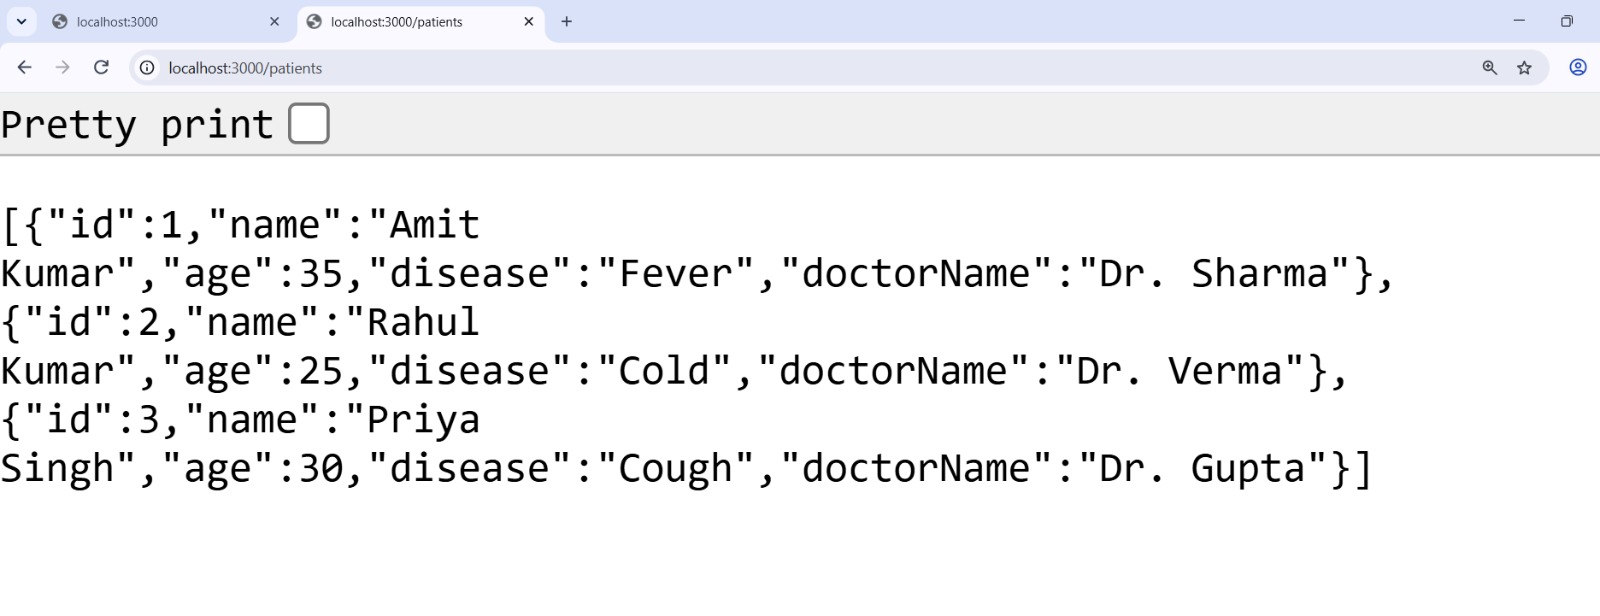 localhost:3000
localhost:3000/patients
localhost:3000/patients
Pretty print
[{"id":1,"name":"Amit
Kumar","age":35,"disease":"Fever","doctorName":"Dr. Sharma"},
{"id":2,"name":"Rahul
Kumar","age":25,"disease":"Cold","doctorName":"Dr. Verma"},
{"id":3,"name":"Priya
Singh","age":30,"disease":"Cough","doctorName":"Dr. Gupta"}]